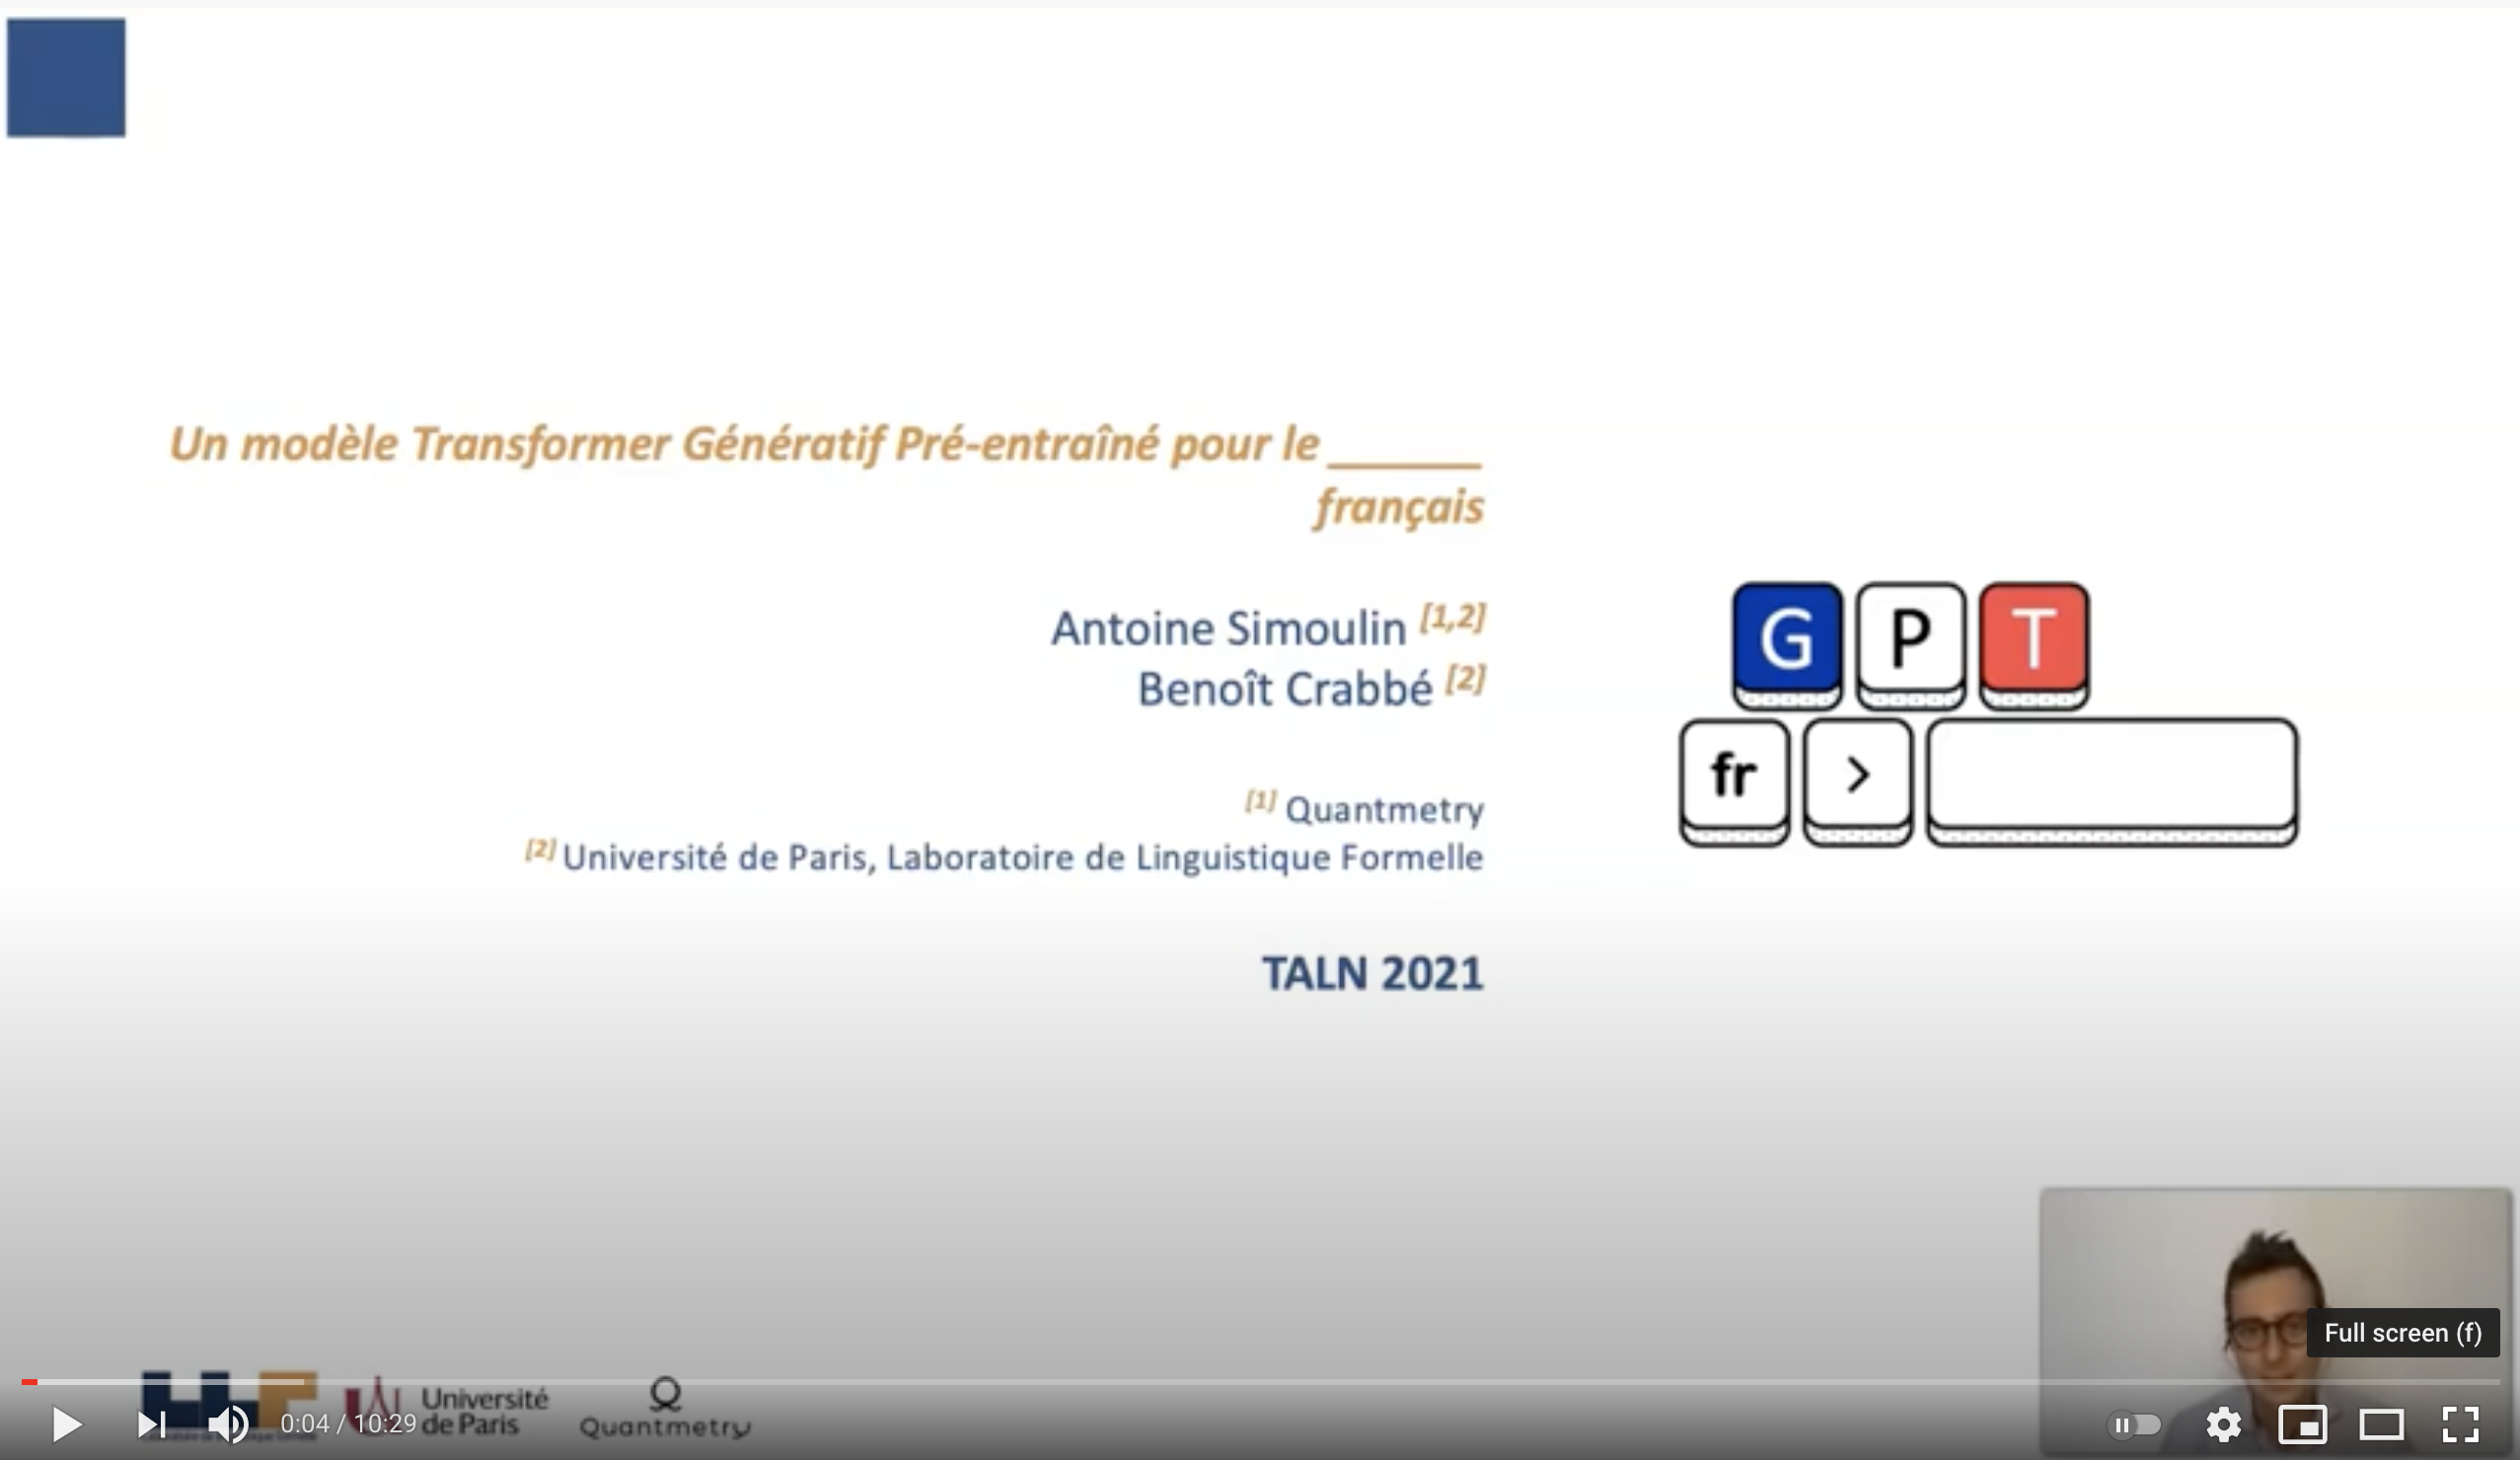 Un modèle Transformer Génératif Pré-entraîné pour le ______
français
Antoine Simoulin [1,2]
Benoît Crabbé [2]
[1] Quantmetry
[2] Université de Paris, Laboratoire de Linguistique Formelle
TALN 2021
G P T
fr >
Full screen (f)
LLF
Université
de Paris
Quantmetry
0:04 / 10:29